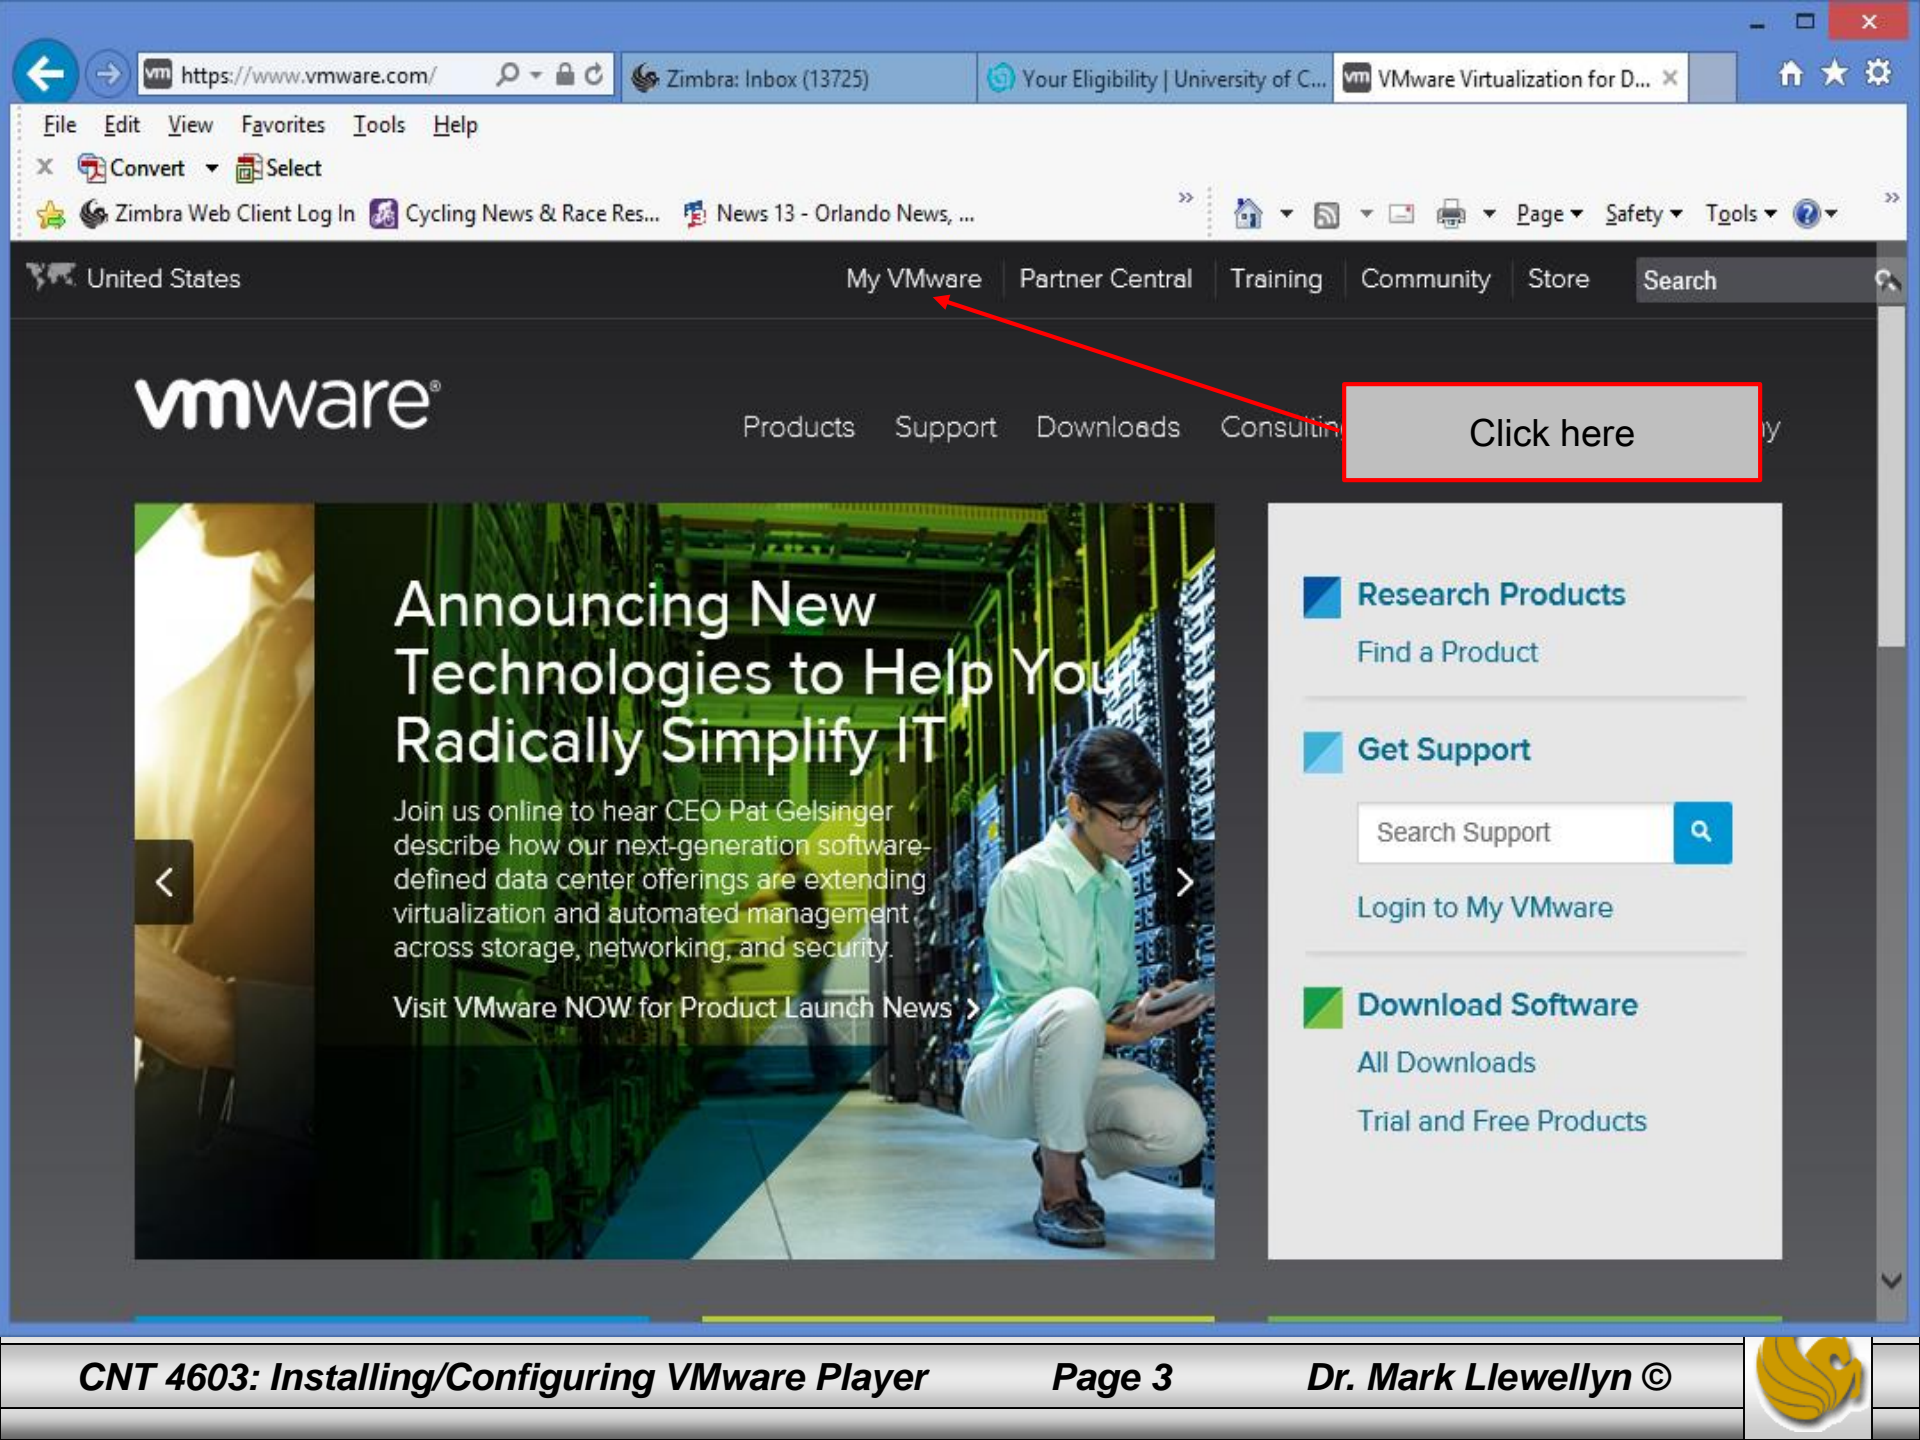 https://www.vmware.com/
Zimbra: Inbox (13725)
Your Eligibility | University of C...
vm VMware Virtualization for D...
File Edit View Favorites Tools Help
Convert Select
Zimbra Web Client Log In Cycling News & Race Res... News 13 - Orlando News, ...
Page Safety Tools
United States My VMware Partner Central Training Community Store Search
vmware®
Products Support Downloads
Click here
Announcing New
Technologies to Help You
Radically Simplify IT
Join us online to hear CEO Pat Gelsinger
describe how our next-generation software-
defined data center offerings are extending
virtualization and automated management
across storage, networking, and security.
Visit VMware NOW for Product Launch News
Research Products
Find a Product
Get Support
Search Support
Login to My VMware
Download Software
All Downloads
Trial and Free Products
CNT 4603: Installing/Configuring VMware Player Page 3 Dr. Mark Llewellyn ©